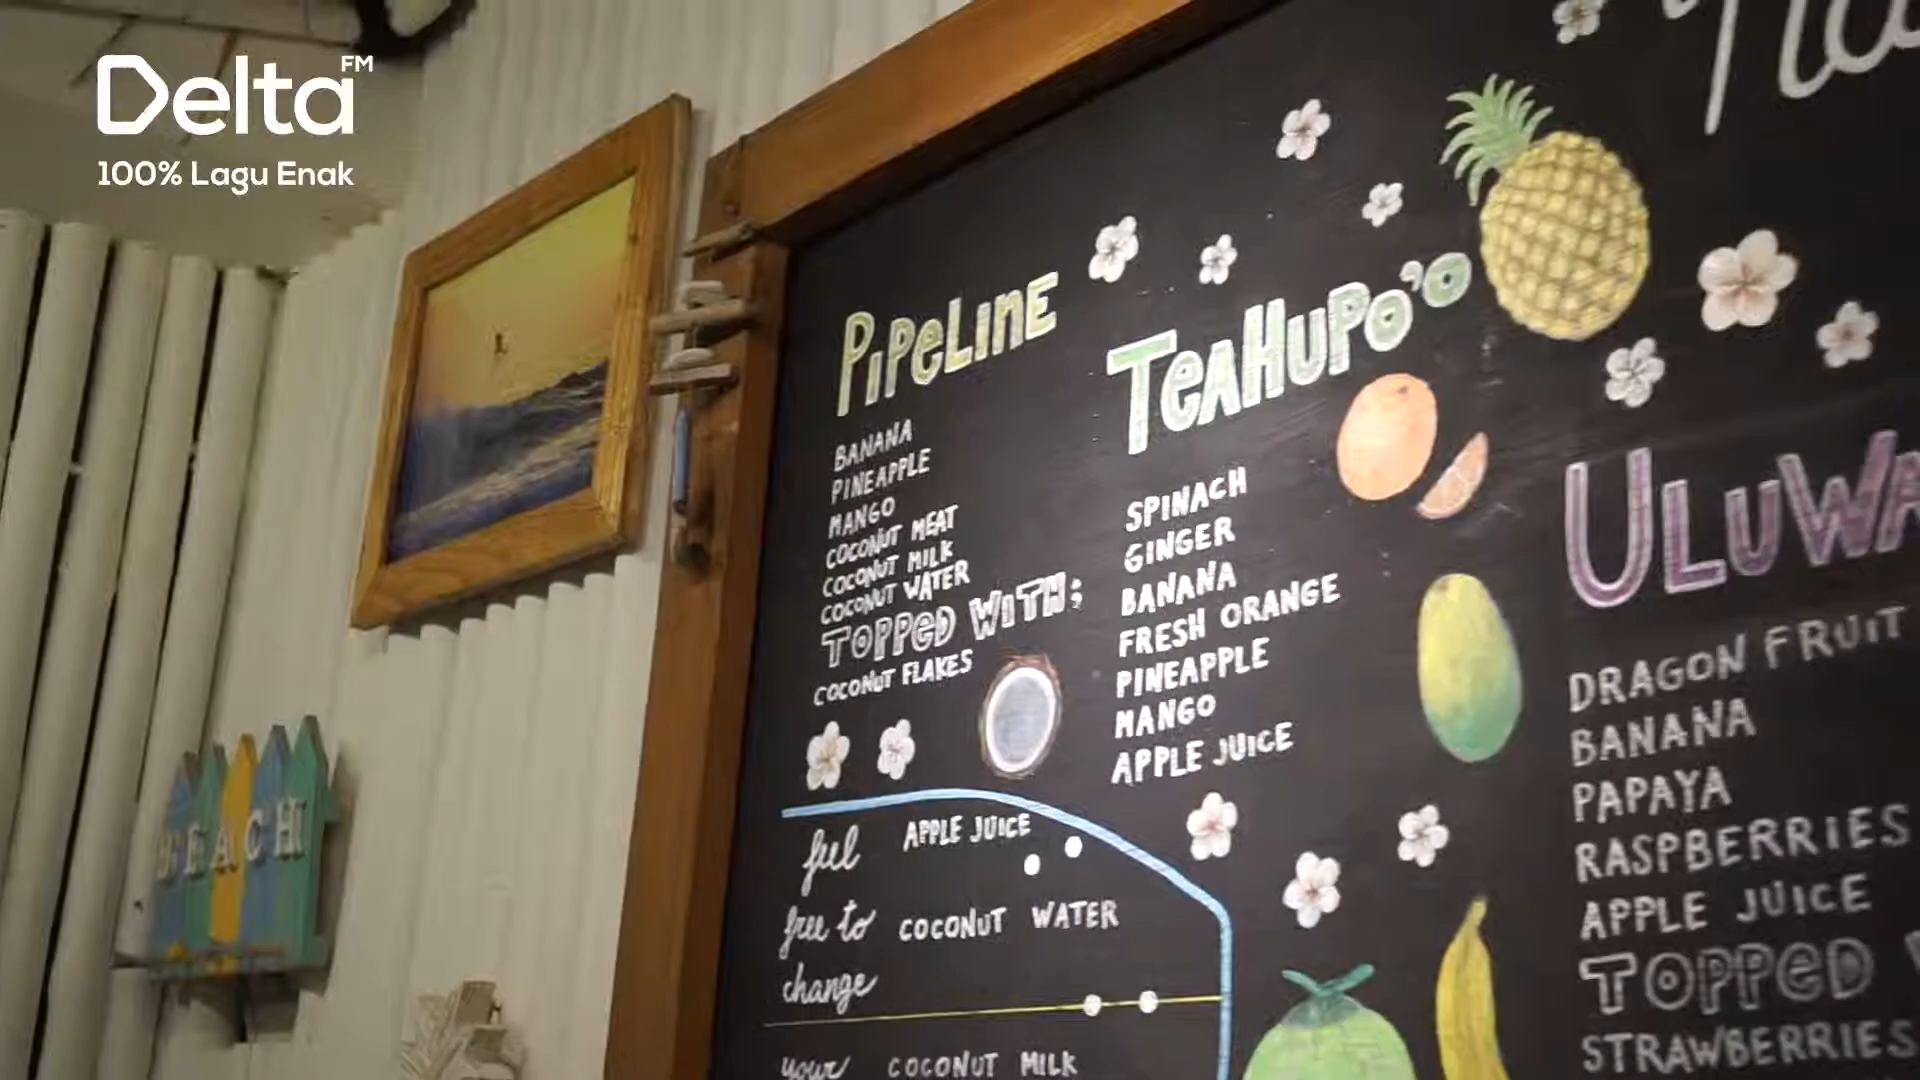 Delta FM
100% Lagu Enak
PIPELINE
BANANA
PINEAPPLE
MANGO
COCONUT MEAT
COCONUT MILK
COCONUT WATER
TOPPED WITH:
COCONUT FLAKES
TEAHUPO'O
SPINACH
GINGER
BANANA
FRESH ORANGE
PINEAPPLE
MANGO
APPLE JUICE
DRAGON FRUIT
BANANA
PAPAYA
RASPBERRIES
APPLE JUICE
TOPPED
STRAWBERRIES
feel
free to
change
your
APPLE JUICE
COCONUT WATER
COCONUT MILK
BEACH